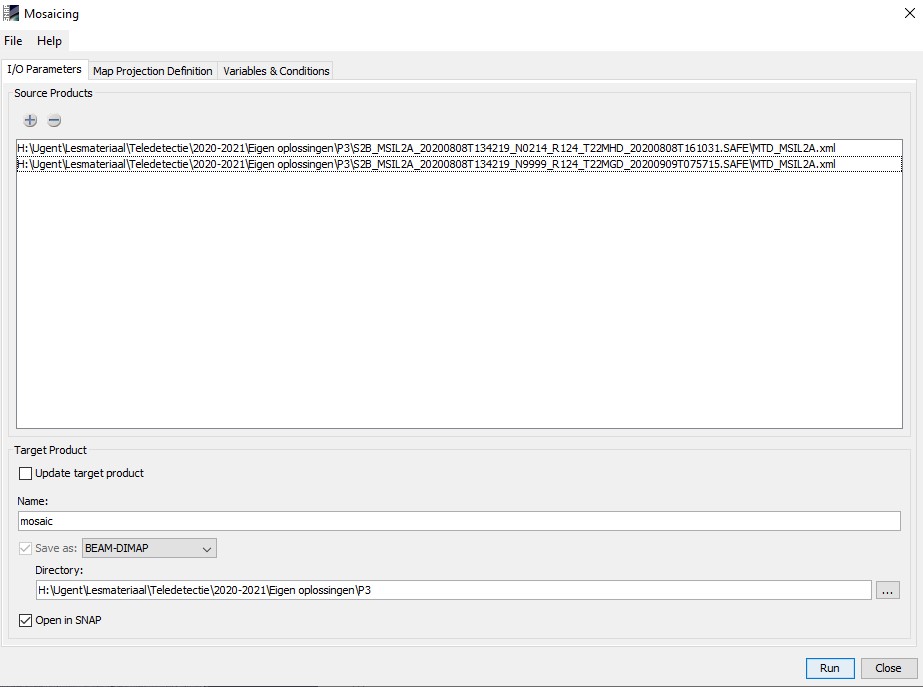 Mosaicing
File Help
I/O Parameters Map Projection Definition Variables & Conditions
Source Products
H:\Ugent\Lesmateriaal\Teledetectie\2020-2021\Eigen oplossingen\P3\S2B_MSIL2A_20200808T134219_N0214_R124_T22MHD_20200808T161031.SAFE\MTD_MSIL2A.xml
H:\Ugent\Lesmateriaal\Teledetectie\2020-2021\Eigen oplossingen\P3\S2B_MSIL2A_20200808T134219_N9999_R124_T22MGD_20200909T075715.SAFE\MTD_MSIL2A.xml
Target Product
Update target product
Name:
mosaic
Save as: BEAM-DIMAP
Directory:
H:\Ugent\Lesmateriaal\Teledetectie\2020-2021\Eigen oplossingen\P3
...
Open in SNAP
Run Close